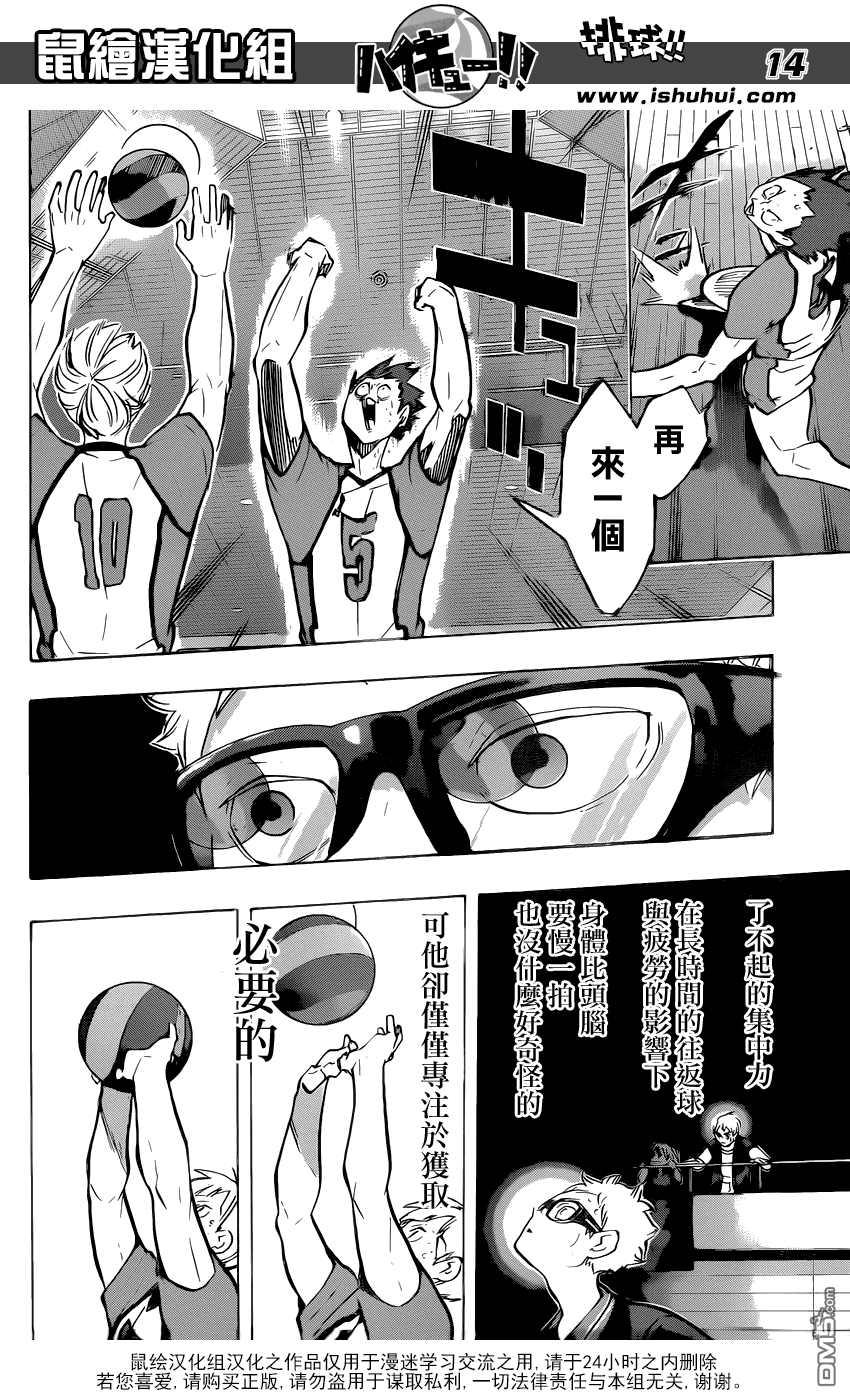 鼠繪漢化組
ハイキュー!!
排球!!
14
www.ishuhui.com
再
來一個
キュッ
了不起的集中力
在長時間的往返球
與疲勞的影響下
身體比頭腦
要慢一拍
也沒什麼好奇怪的
可他卻僅僅專注於獲取
必要的
10
5
DM5.com
鼠绘汉化组汉化之作品仅用于漫迷学习交流之用,请于24小时之内删除
若您喜爱,请购买正版,请勿盗用于谋取私利,一切法律责任与本组无关,谢谢。